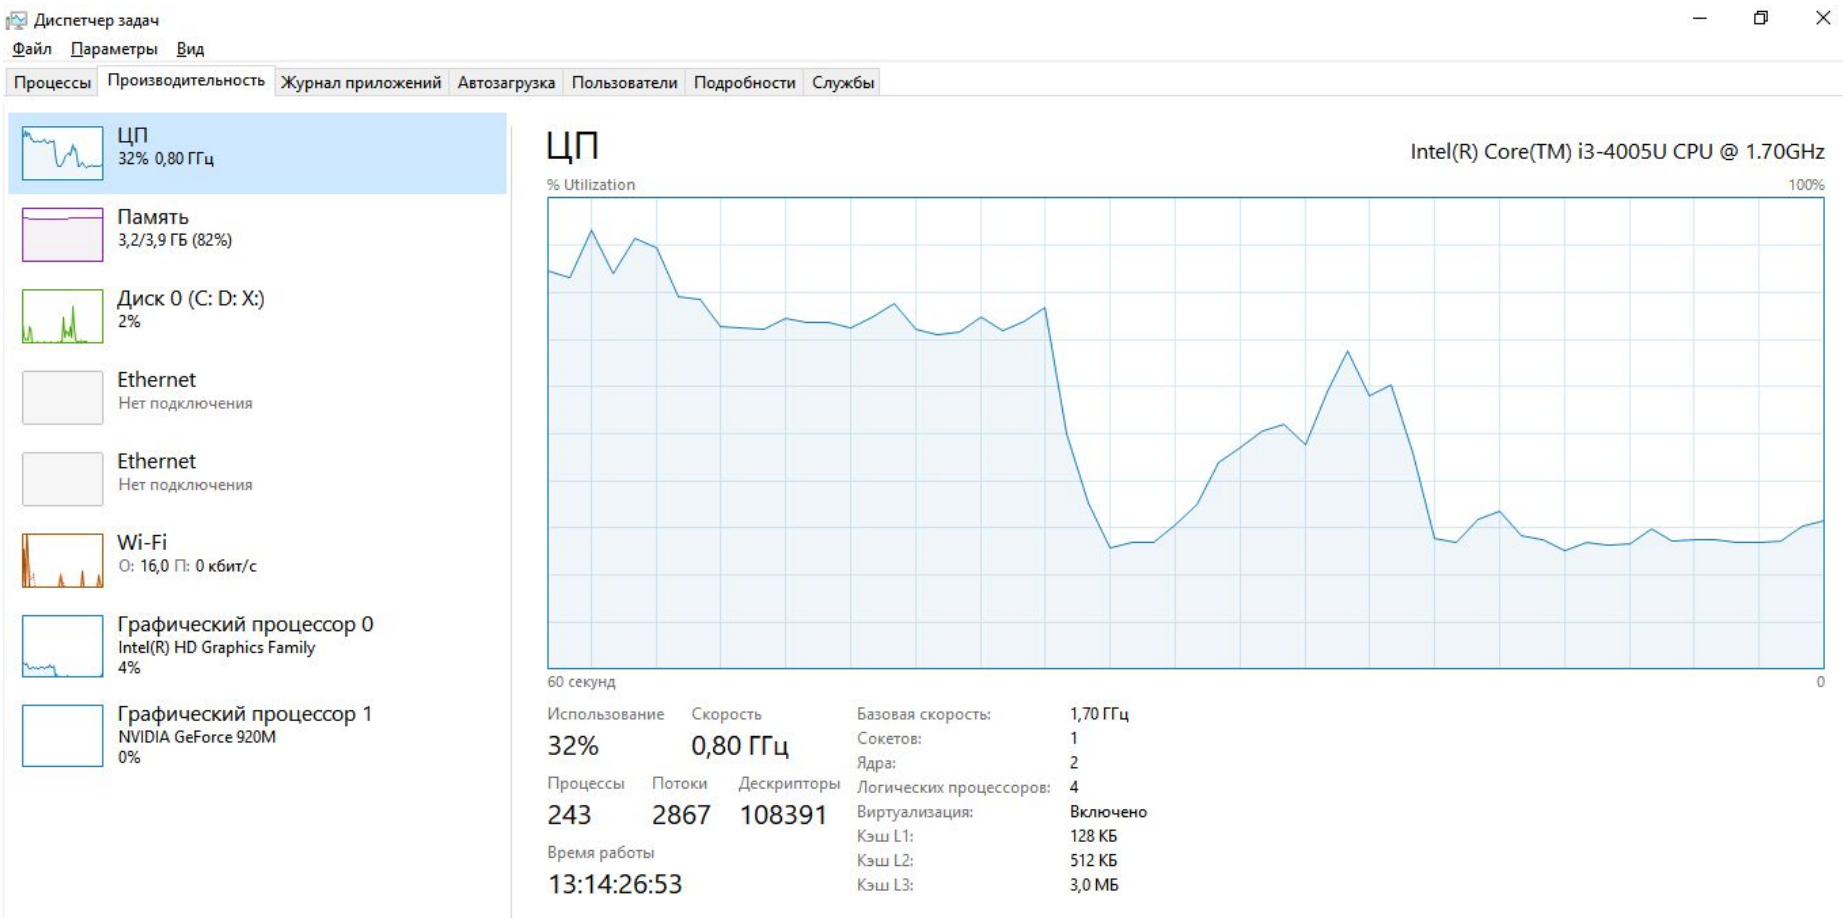 Диспетчер задач
Файл Параметры Вид
Процессы Производительность Журнал приложений Автозагрузка Пользователи Подробности Службы
ЦП
32% 0,80 ГГц
Память
3,2/3,9 ГБ (82%)
Диск 0 (C: D: X:)
2%
Ethernet
Нет подключения
Ethernet
Нет подключения
Wi-Fi
О: 16,0 П: 0 кбит/с
Графический процессор 0
Intel(R) HD Graphics Family
4%
Графический процессор 1
NVIDIA GeForce 920M
0%
ЦП
Intel(R) Core(TM) i3-4005U CPU @ 1.70GHz
% Utilization 100%
60 секунд 0
Использование Скорость
32% 0,80 ГГц
Процессы Потоки Дескрипторы
243 2867 108391
Время работы
13:14:26:53
Базовая скорость: 1,70 ГГц
Сокетов: 1
Ядра: 2
Логических процессоров: 4
Виртуализация: Включено
Кэш L1: 128 КБ
Кэш L2: 512 КБ
Кэш L3: 3,0 МБ